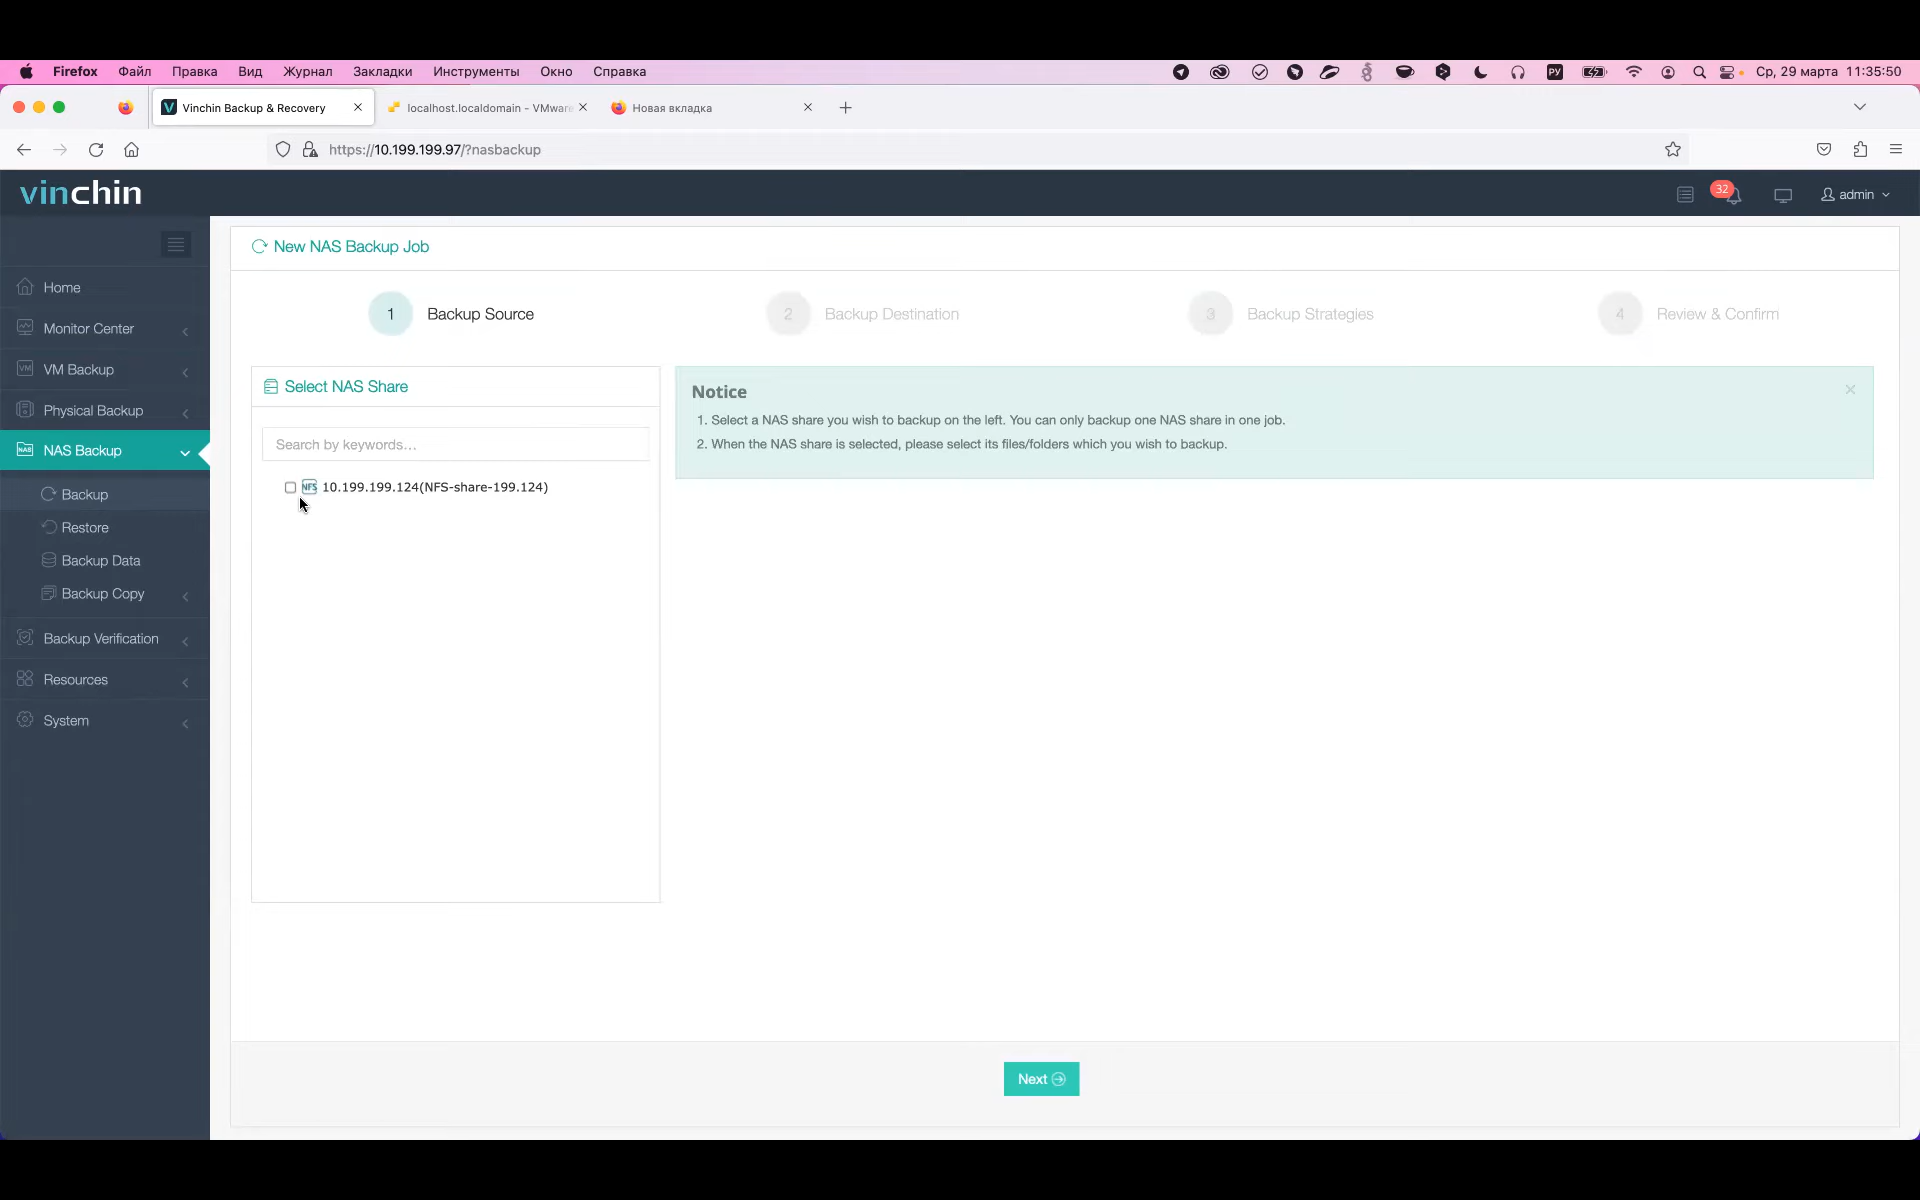 Firefox Файл Правка Вид Журнал Закладки Инструменты Окно Справка РУ Ср, 29 марта 11:35:50
Vinchin Backup & Recovery localhost.localdomain - VMware Новая вкладка
https://10.199.199.97/?nasbackup
vinchin 32 admin
New NAS Backup Job
Home
Monitor Center
VM Backup
Physical Backup
NAS Backup
Backup
Restore
Backup Data
Backup Copy
Backup Verification
Resources
System
1 Backup Source 2 Backup Destination 3 Backup Strategies 4 Review & Confirm
Select NAS Share
Search by keywords...
NFS 10.199.199.124(NFS-share-199.124)
Notice
1. Select a NAS share you wish to backup on the left. You can only backup one NAS share in one job.
2. When the NAS share is selected, please select its files/folders which you wish to backup.
Next